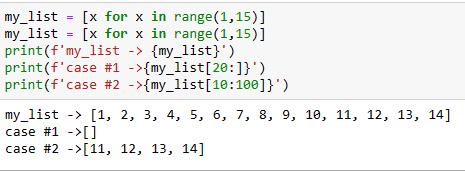 my_list = [x for x in range(1,15)]
my_list = [x for x in range(1,15)]
print(f'my_list -> {my_list}')
print(f'case #1 ->{my_list[20:]}')
print(f'case #2 ->{my_list[10:100]}')
my_list -> [1, 2, 3, 4, 5, 6, 7, 8, 9, 10, 11, 12, 13, 14]
case #1 ->[]
case #2 ->[11, 12, 13, 14]